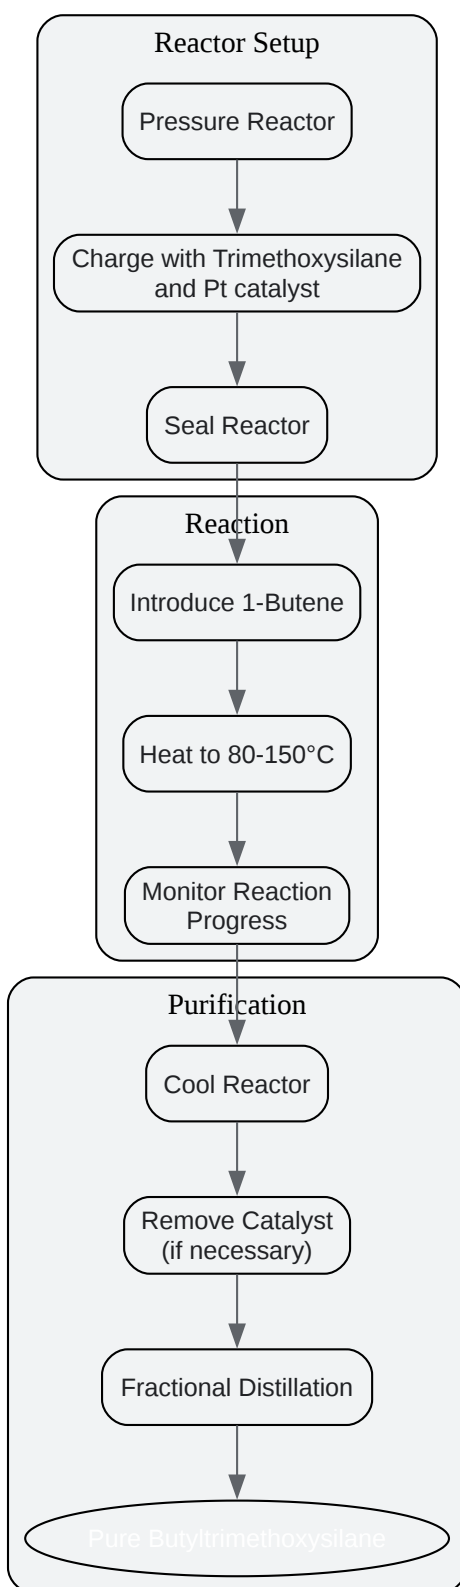 Reactor Setup
Pressure Reactor
Charge with Trimethoxysilane
and Pt catalyst
Seal Reactor
Reaction
Introduce 1-Butene
Heat to 80-150°C
Monitor Reaction
Progress
Purification
Cool Reactor
Remove Catalyst
(if necessary)
Fractional Distillation
Pure Butyltrimethoxysilane